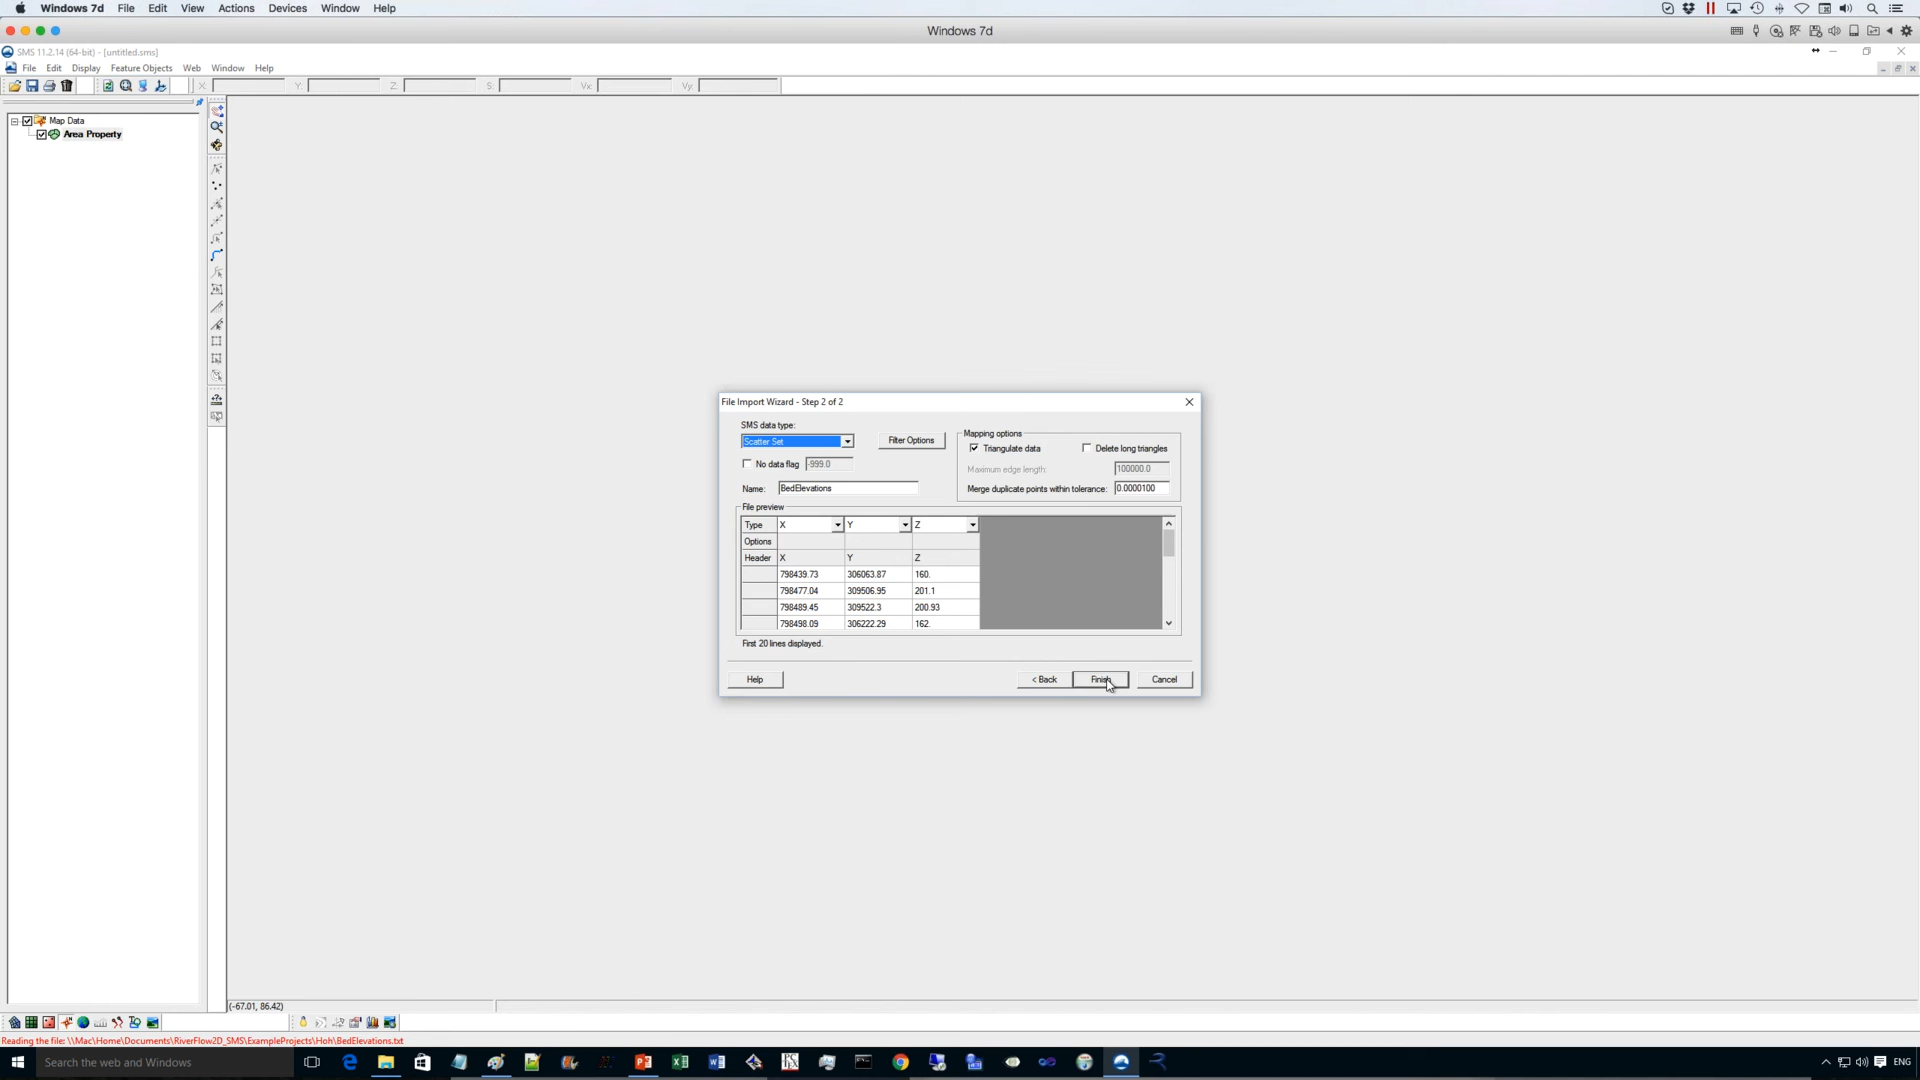 Windows 7d File Edit View Actions Devices Window Help
Windows 7d
SMS 11.2.14 (64-bit) - [untitled.sms]
File Edit Display Feature Objects Web Window Help
X: Y: Z: S: Vx: Vy:
Map Data
Area Property
File Import Wizard - Step 2 of 2
SMS data type:
Scatter Set
Filter Options
No data flag -999.0
Name: BedElevations
Mapping options
Triangulate data
Delete long triangles
Maximum edge length: 100000.0
Merge duplicate points within tolerance: 0.0000100
File preview
Type X Y Z
Options
Header X Y Z
798439.73 306063.87 160.
798477.04 309506.95 201.1
798489.45 309522.3 200.93
798498.09 306222.29 162.
First 20 lines displayed.
Help < Back Finish Cancel
(-67.01, 86.42)
Reading the file: \\Mac\Home\Documents\RiverFlow2D_SMS\ExampleProjects\Hoh\BedElevations.txt
Search the web and Windows
ENG